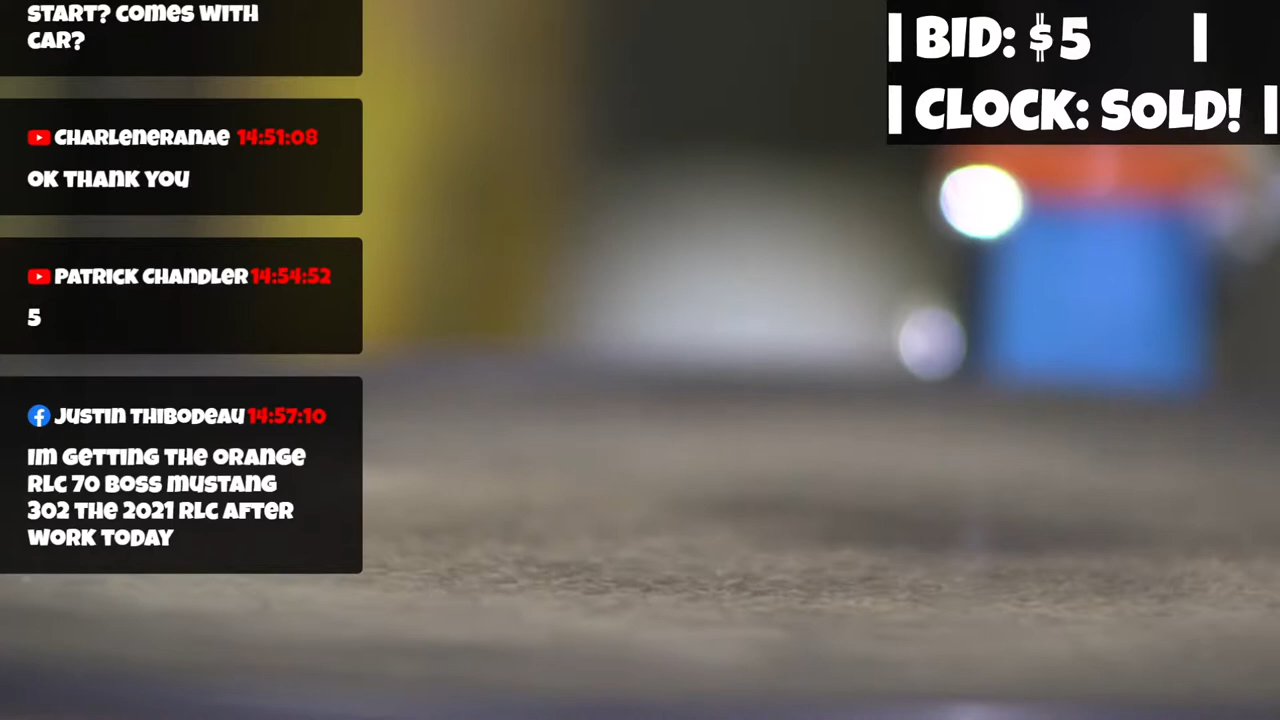 START? COMES WITH
CAR?
CHARLENERANAE 14:51:08
OK THANK YOU
PATRICK CHANDLER 14:54:52
5
JUSTIN THIBODEAU 14:57:10
IM GETTING THE ORANGE
RLC 70 BOSS MUSTANG
302 THE 2021 RLC AFTER
WORK TODAY
| BID: $5 |
| CLOCK: SOLD! |